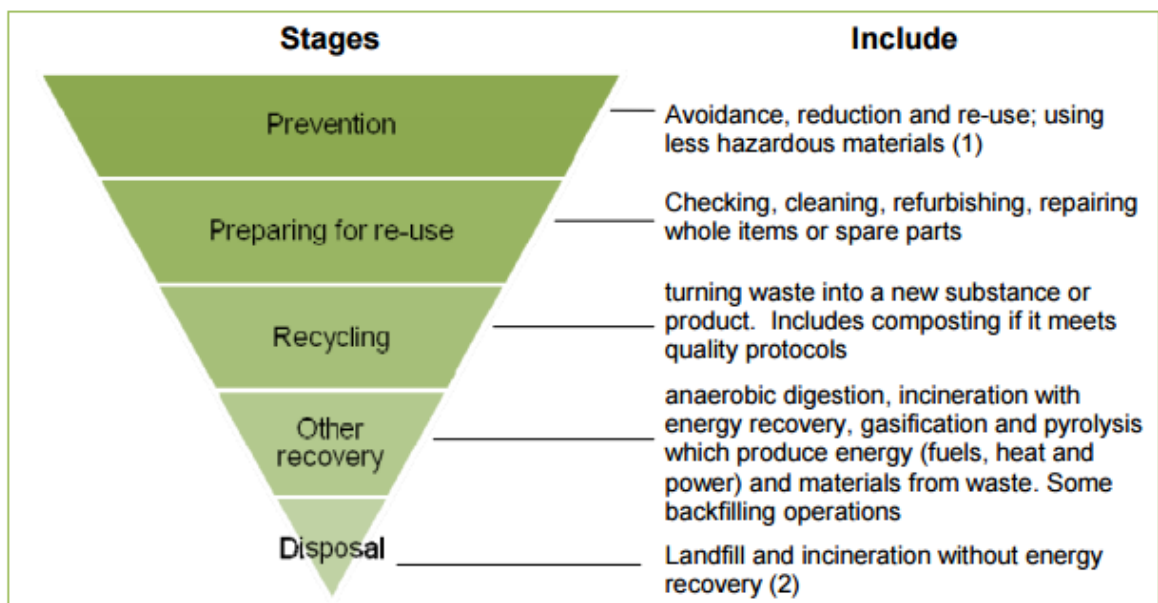 Stages
Include
Prevention
Avoidance, reduction and re-use; using
less hazardous materials (1)
Preparing for re-use
Checking, cleaning, refurbishing, repairing
whole items or spare parts
Recycling
turning waste into a new substance or
product.  Includes composting if it meets
quality protocols
Other
recovery
anaerobic digestion, incineration with
energy recovery, gasification and pyrolysis
which produce energy (fuels, heat and
power) and materials from waste. Some
backfilling operations
Disposal
Landfill and incineration without energy
recovery (2)